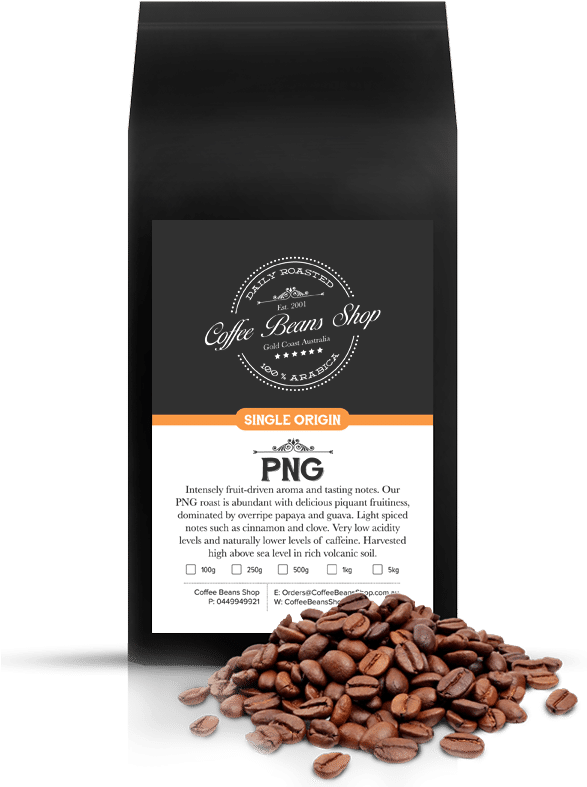 DAILY ROASTED
Est. 2001
Coffee Beans Shop
Gold Coast Australia
100% ARABICA
SINGLE ORIGIN
PNG
Intensely fruit-driven aroma and tasting notes. Our
PNG roast is abundant with delicious piquant fruitiness,
dominated by overripe papaya and guava. Light spiced
notes such as cinnamon and clove. Very low acidity
levels and naturally lower levels of caffeine. Harvested
high above sea level in rich volcanic soil.
100g 250g 500g 1kg 5kg
Coffee Beans Shop E: Orders@CoffeeBeansShop.com.au
P: 0449949921 W: CoffeeBeansSho